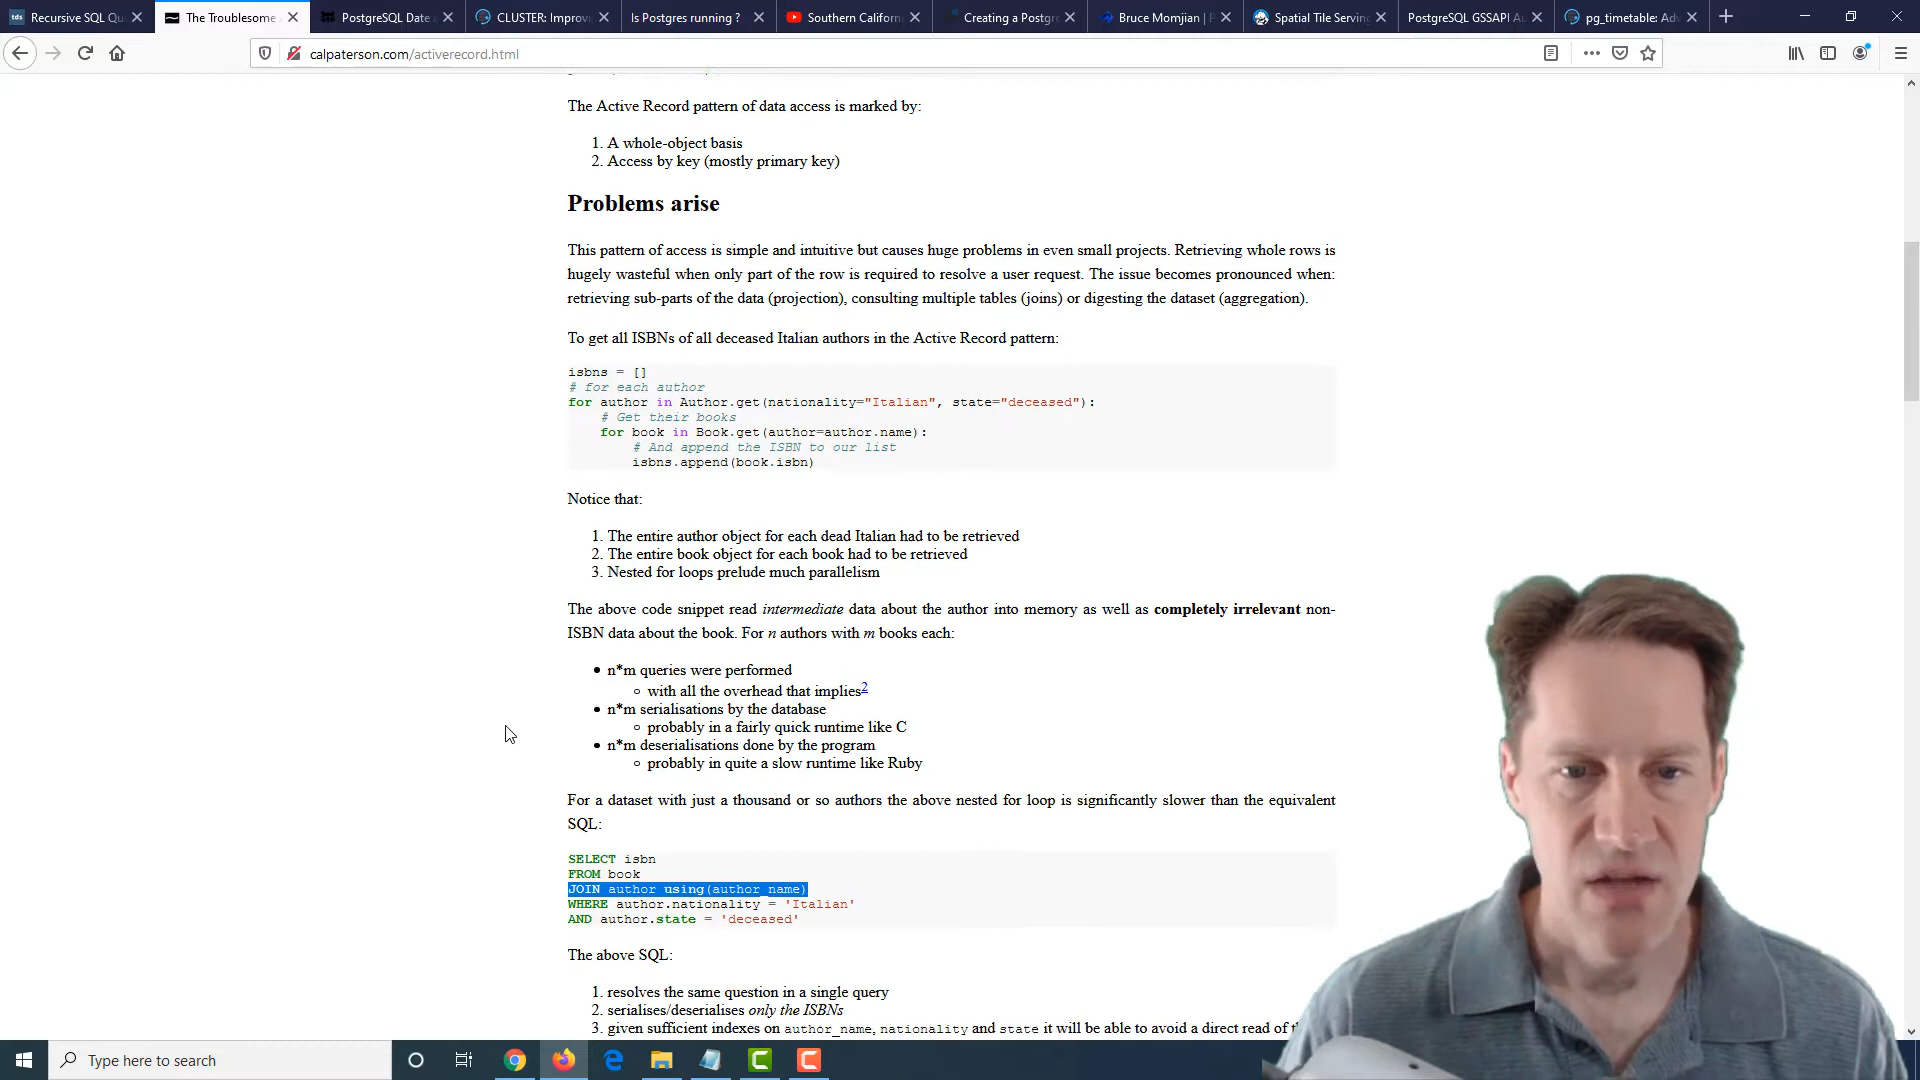 Recursive SQL Qu
The Troublesome
PostgreSQL Date a
CLUSTER: Improvi
Is Postgres running ?
Southern Californ
Creating a Postgr
Bruce Momjian | P
Spatial Tile Servin
PostgreSQL GSSAPI Au
pg_timetable: Adv
calpaterson.com/activerecord.html
The Active Record pattern of data access is marked by:
1. A whole-object basis
2. Access by key (mostly primary key)
Problems arise
This pattern of access is simple and intuitive but causes huge problems in even small projects. Retrieving whole rows is
hugely wasteful when only part of the row is required to resolve a user request. The issue becomes pronounced when:
retrieving sub-parts of the data (projection), consulting multiple tables (joins) or digesting the dataset (aggregation).
To get all ISBNs of all deceased Italian authors in the Active Record pattern:
isbns = []
# for each author
for author in Author.get(nationality="Italian", state="deceased"):
# Get their books
for book in Book.get(author=author.name):
# And append the ISBN to our list
isbns.append(book.isbn)
Notice that:
1. The entire author object for each dead Italian had to be retrieved
2. The entire book object for each book had to be retrieved
3. Nested for loops prelude much parallelism
The above code snippet read intermediate data about the author into memory as well as completely irrelevant non-
ISBN data about the book. For n authors with m books each:
• n*m queries were performed
◦ with all the overhead that implies2
• n*m serialisations by the database
◦ probably in a fairly quick runtime like C
• n*m deserialisations done by the program
◦ probably in quite a slow runtime like Ruby
For a dataset with just a thousand or so authors the above nested for loop is significantly slower than the equivalent
SQL:
SELECT isbn
FROM book
JOIN author using(author_name)
WHERE author.nationality = 'Italian'
AND author.state = 'deceased'
The above SQL:
1. resolves the same question in a single query
2. serialises/deserialises only the ISBNs
3. given sufficient indexes on author_name, nationality and state it will be able to avoid a direct read of
Type here to search